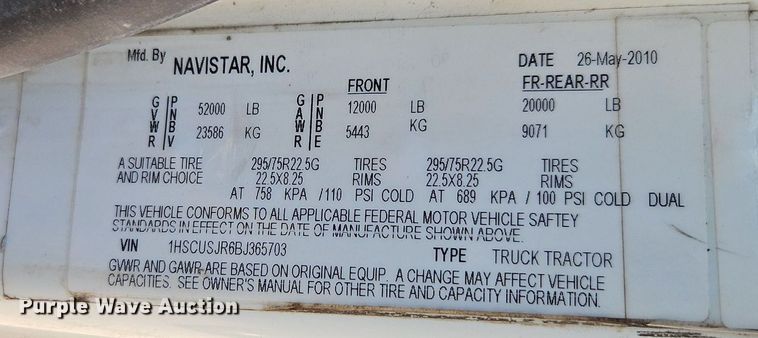 Mfd. By NAVISTAR, INC. DATE 26-May-2010
FRONT FR-REAR-RR
GVWR PNBV 52000 LB GAWR PNBE 12000 LB 20000 LB
23586 KG 5443 KG 9071 KG
A SUITABLE TIRE 295/75R22.5G TIRES 295/75R22.5G TIRES
AND RIM CHOICE 22.5X8.25 RIMS 22.5X8.25 RIMS
AT 758 KPA /110 PSI COLD AT 689 KPA / 100 PSI COLD DUAL
THIS VEHICLE CONFORMS TO ALL APPLICABLE FEDERAL MOTOR VEHICLE SAFTEY
STANDARDS IN EFFECT ON THE DATE OF MANUFACTURE SHOWN ABOVE.
VIN 1HSCUSJR6BJ365703 TYPE TRUCK TRACTOR
GVWR AND GAWR ARE BASED ON ORIGINAL EQUIP. A CHANGE MAY AFFECT VEHICLE
CAPACITIES. SEE OWNER'S MANUAL FOR OTHER TIRE AND CAPACITY INFORMATION.
Purple Wave Auction